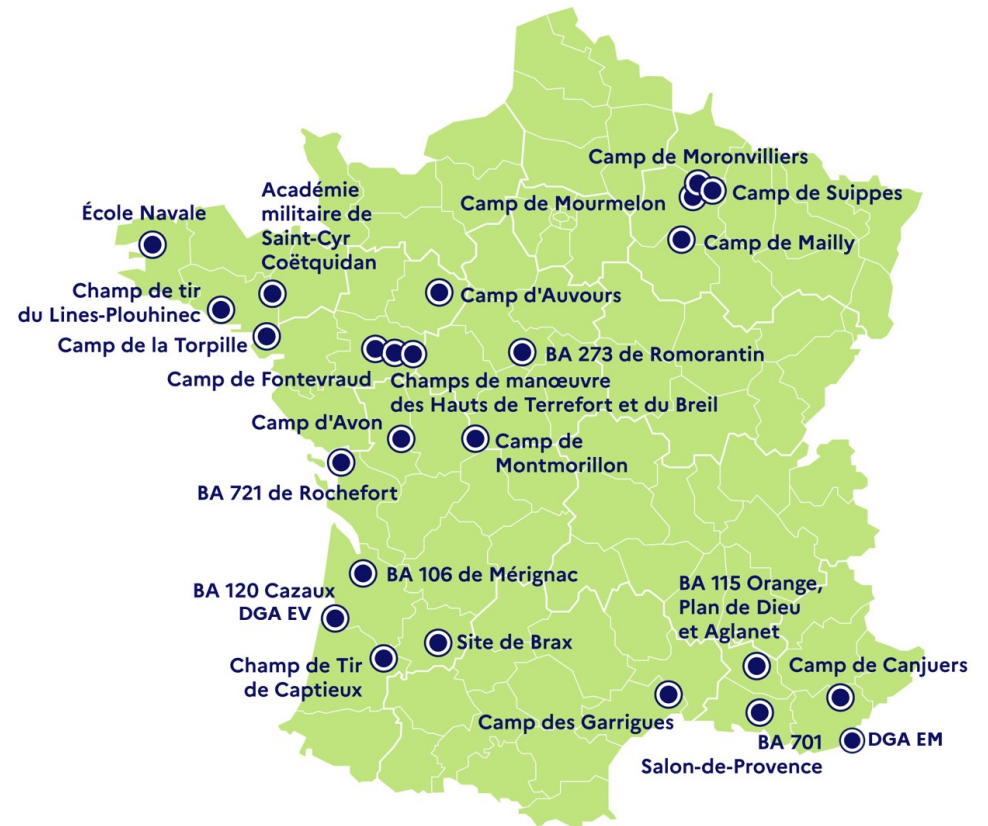 Camp de Moronvilliers
Camp de Suippes
Camp de Mourmelon
Académie
militaire de
Saint-Cyr
Coëtquidan
École Navale
Camp de Mailly
Champ de tir
du Lines-Plouhinec
Camp d'Auvours
Camp de la Torpille
BA 273 de Romorantin
Camp de Fontevraud
Champs de manœuvre
des Hauts de Terrefort et du Breil
Camp d'Avon
Camp de
Montmorillon
BA 721 de Rochefort
BA 106 de Mérignac
BA 120 Cazaux
DGA EV
BA 115 Orange,
Plan de Dieu
et Aglanet
Site de Brax
Champ de Tir
de Captieux
Camp de Canjuers
Camp des Garrigues
BA 701
Salon-de-Provence
DGA EM